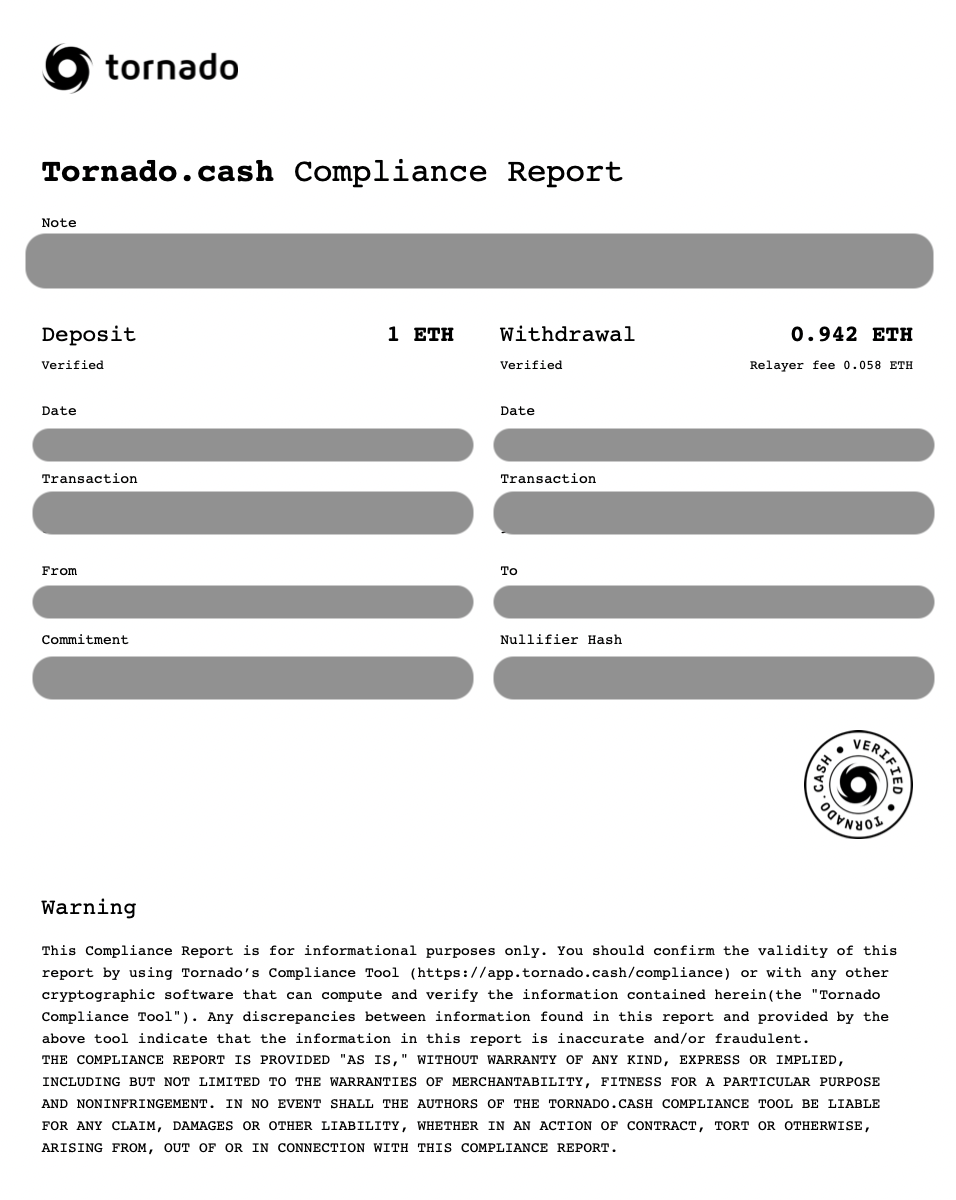 tornado
Tornado.cash Compliance Report
Note
Deposit 1 ETH
Verified
Withdrawal 0.942 ETH
Verified Relayer fee 0.058 ETH
Date
Date
Transaction
Transaction
From
To
Commitment
Nullifier Hash
VERIFIED • TORNADO.CASH •
Warning
This Compliance Report is for informational purposes only. You should confirm the validity of this
report by using Tornado’s Compliance Tool (https://app.tornado.cash/compliance) or with any other
cryptographic software that can compute and verify the information contained herein(the "Tornado
Compliance Tool"). Any discrepancies between information found in this report and provided by the
above tool indicate that the information in this report is inaccurate and/or fraudulent.
THE COMPLIANCE REPORT IS PROVIDED "AS IS," WITHOUT WARRANTY OF ANY KIND, EXPRESS OR IMPLIED,
INCLUDING BUT NOT LIMITED TO THE WARRANTIES OF MERCHANTABILITY, FITNESS FOR A PARTICULAR PURPOSE
AND NONINFRINGEMENT. IN NO EVENT SHALL THE AUTHORS OF THE TORNADO.CASH COMPLIANCE TOOL BE LIABLE
FOR ANY CLAIM, DAMAGES OR OTHER LIABILITY, WHETHER IN AN ACTION OF CONTRACT, TORT OR OTHERWISE,
ARISING FROM, OUT OF OR IN CONNECTION WITH THIS COMPLIANCE REPORT.